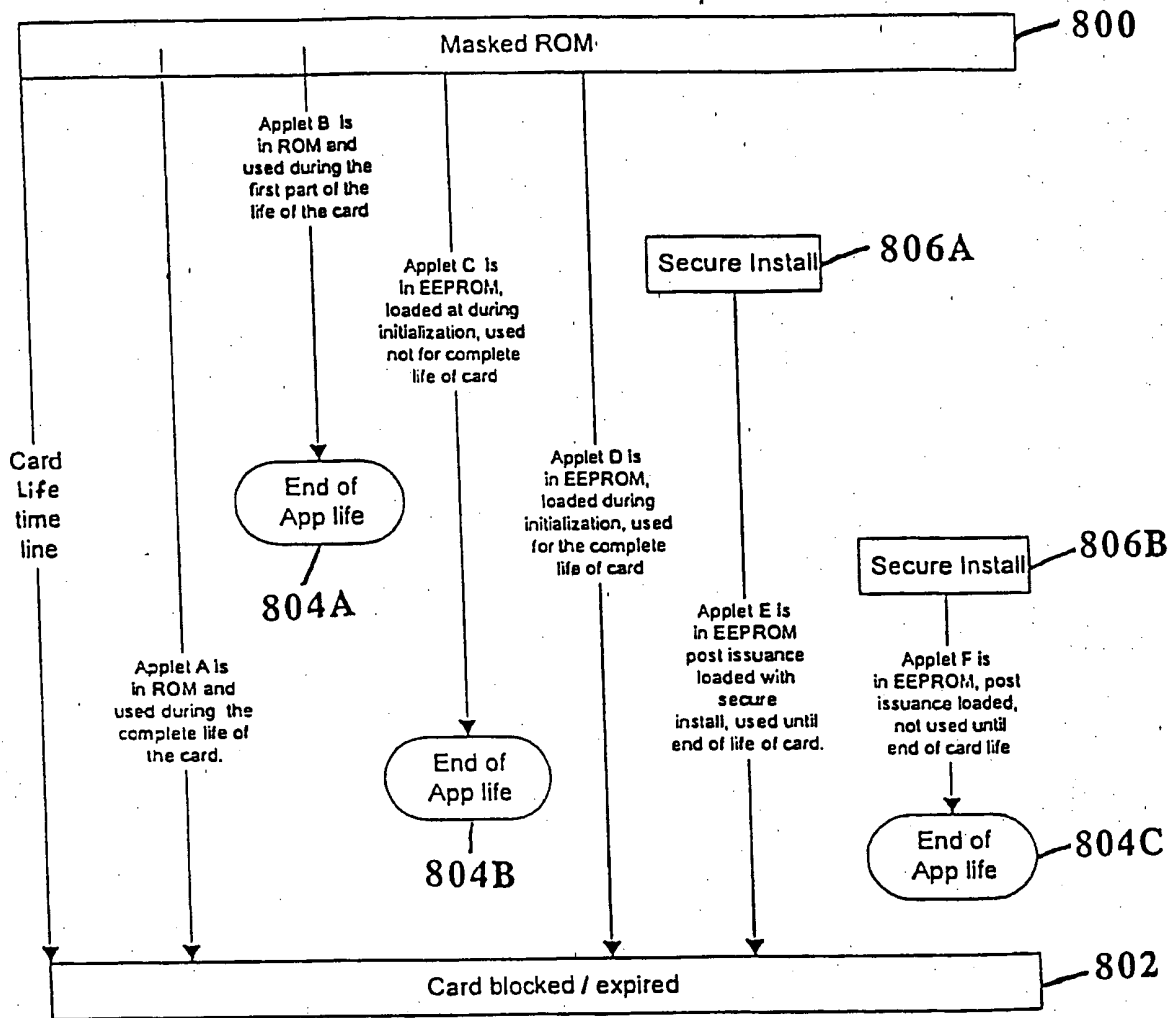 Masked ROM
800
Applet B is
in ROM and
used during the
first part of the
life of the card
Applet C is
in EEPROM,
loaded at during
initialization, used
not for complete
life of card
Secure Install
806A
Card
Life
time
line
End of
App life
804A
Applet D is
in EEPROM,
loaded during
initialization, used
for the complete
life of card
Secure Install
806B
Applet A is
in ROM and
used during the
complete life of
the card.
Applet E is
in EEPROM
post issuance
loaded with
secure
install, used until
end of life of card.
Applet F is
in EEPROM, post
issuance loaded,
not used until
end of card life
End of
App life
804B
End of
App life
804C
Card blocked / expired
802